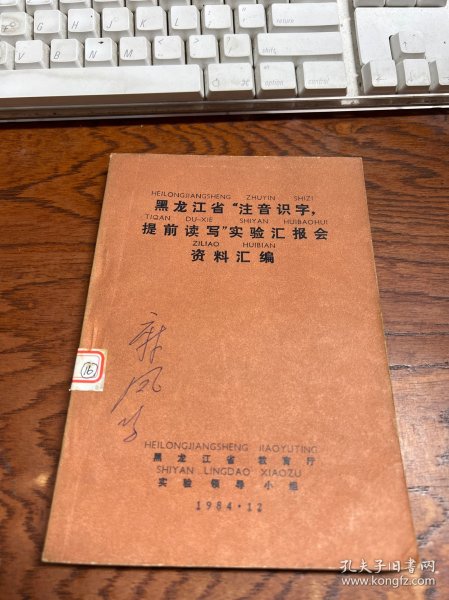 HEILONGJIANGSHENG ZHUYIN SHIZI
黑龙江省“注音识字,
TIQAN DU-XIE SHIYAN HUIBAOHUI
提前读写”实验汇报会
ZILIAO HUIBIAN
资料汇编
16
HEILONGJIANGSHENG JIAOYUTING
黑龙江省教育厅
SHIYAN LINGDAO XIAOZU
实验领导小组
1984·12
孔夫子旧书网
www.kongfz.com
shift
option
control
alt